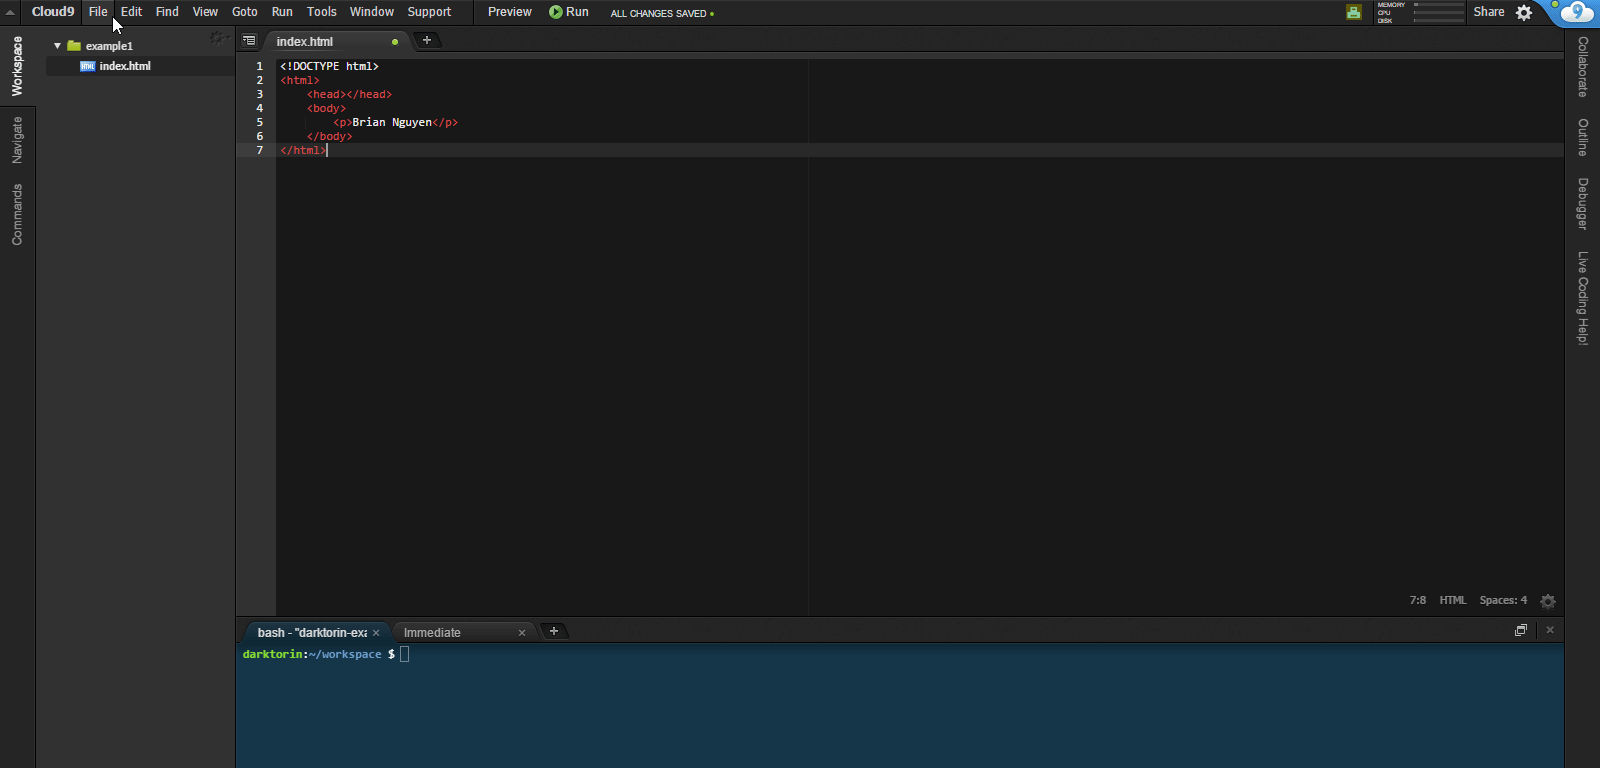 Cloud9 File Edit Find View Goto Run Tools Window Support Preview Run ALL CHANGES SAVED MEMORY CPU DISK Share 9
Workspace
Navigate
Commands
example1
HTML index.html
index.html
1 <!DOCTYPE html>
2 <html>
3 <head></head>
4 <body>
5 <p>Brian Nguyen</p>
6 </body>
7 </html>
7:8 HTML Spaces: 4
Collaborate
Outline
Debugger
Live Coding Help!
bash - "darktorin-exa × Immediate ×
darktorin:~/workspace $